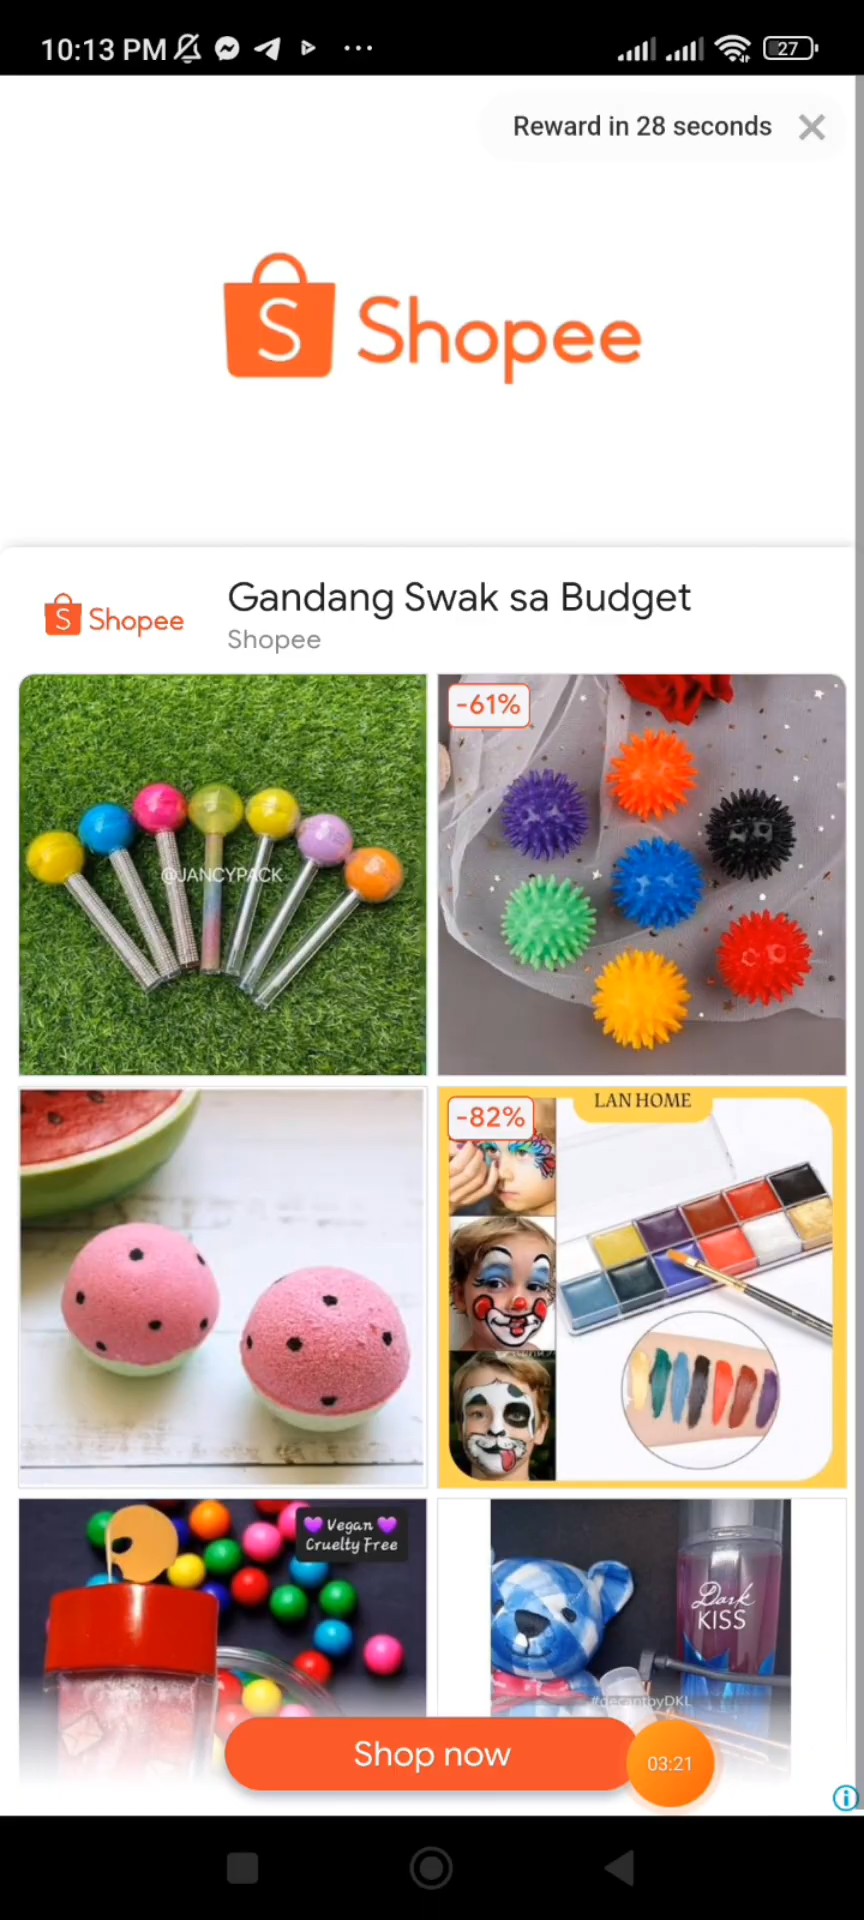 10:13 PM
27
Reward in 28 seconds
S Shopee
S Shopee
Gandang Swak sa Budget
Shopee
@JANCYPACK
-61%
-82%
LAN HOME
Vegan
Cruelty Free
Dark
KISS
#decantbyDKL
Shop now
03:21